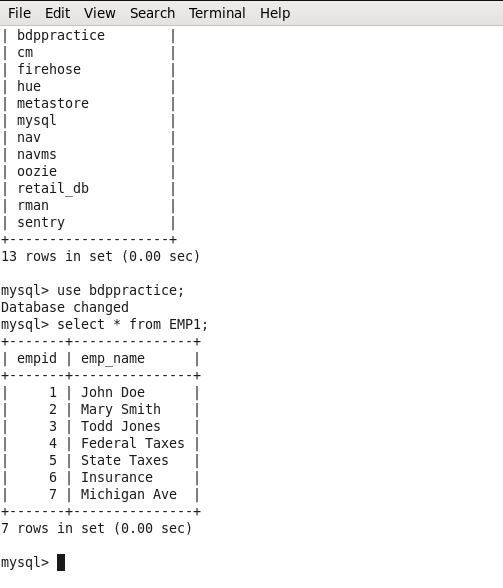 File Edit View Search Terminal Help
| bdppractice        |
| cm                 |
| firehose           |
| hue                |
| metastore          |
| mysql              |
| nav                |
| navms              |
| oozie              |
| retail_db          |
| rman               |
| sentry             |
+--------------------+
13 rows in set (0.00 sec)
mysql> use bdppractice;
Database changed
mysql> select * from EMP1;
+-------+---------------+
| empid | emp_name      |
+-------+---------------+
|     1 | John Doe      |
|     2 | Mary Smith    |
|     3 | Todd Jones    |
|     4 | Federal Taxes |
|     5 | State Taxes   |
|     6 | Insurance     |
|     7 | Michigan Ave  |
+-------+---------------+
7 rows in set (0.00 sec)
mysql>